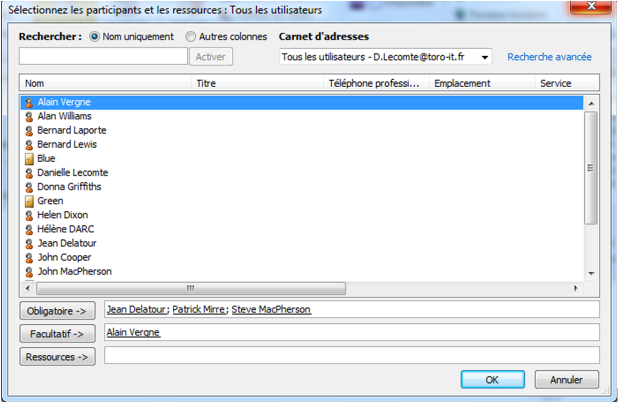 Sélectionnez les participants et les ressources : Tous les utilisateurs
Rechercher : Nom uniquement Autres colonnes Carnet d'adresses
Activer Tous les utilisateurs - D.Lecomte@toro-it.fr Recherche avancée
Nom Titre Téléphone professi... Emplacement Service
Alain Vergne
Alan Williams
Bernard Laporte
Bernard Lewis
Blue
Danielle Lecomte
Donna Griffiths
Green
Helen Dixon
Hélène DARC
Jean Delatour
John Cooper
John MacPherson
Obligatoire -> Jean Delatour; Patrick Mirre; Steve MacPherson
Facultatif -> Alain Vergne
Ressources ->
OK Annuler